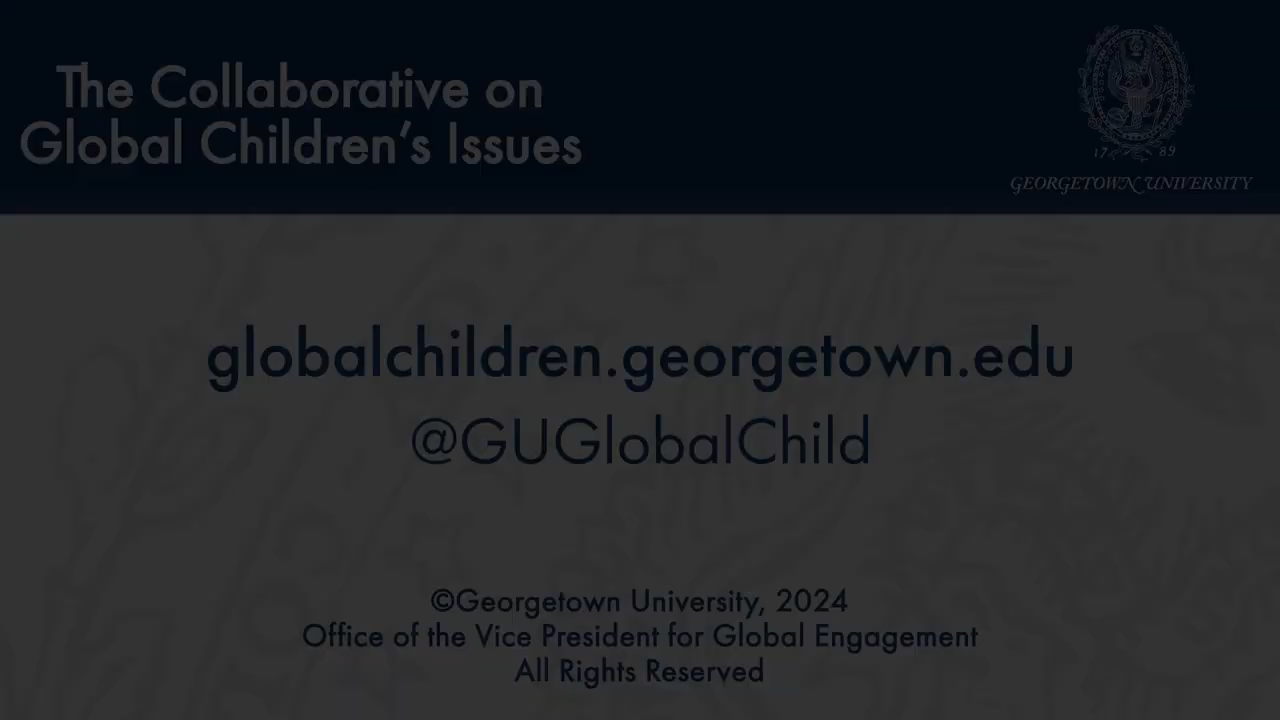 The Collaborative on
Global Children's Issues
17 89
GEORGETOWN UNIVERSITY
globalchildren.georgetown.edu
@GUGlobalChild
©Georgetown University, 2024
Office of the Vice President for Global Engagement
All Rights Reserved